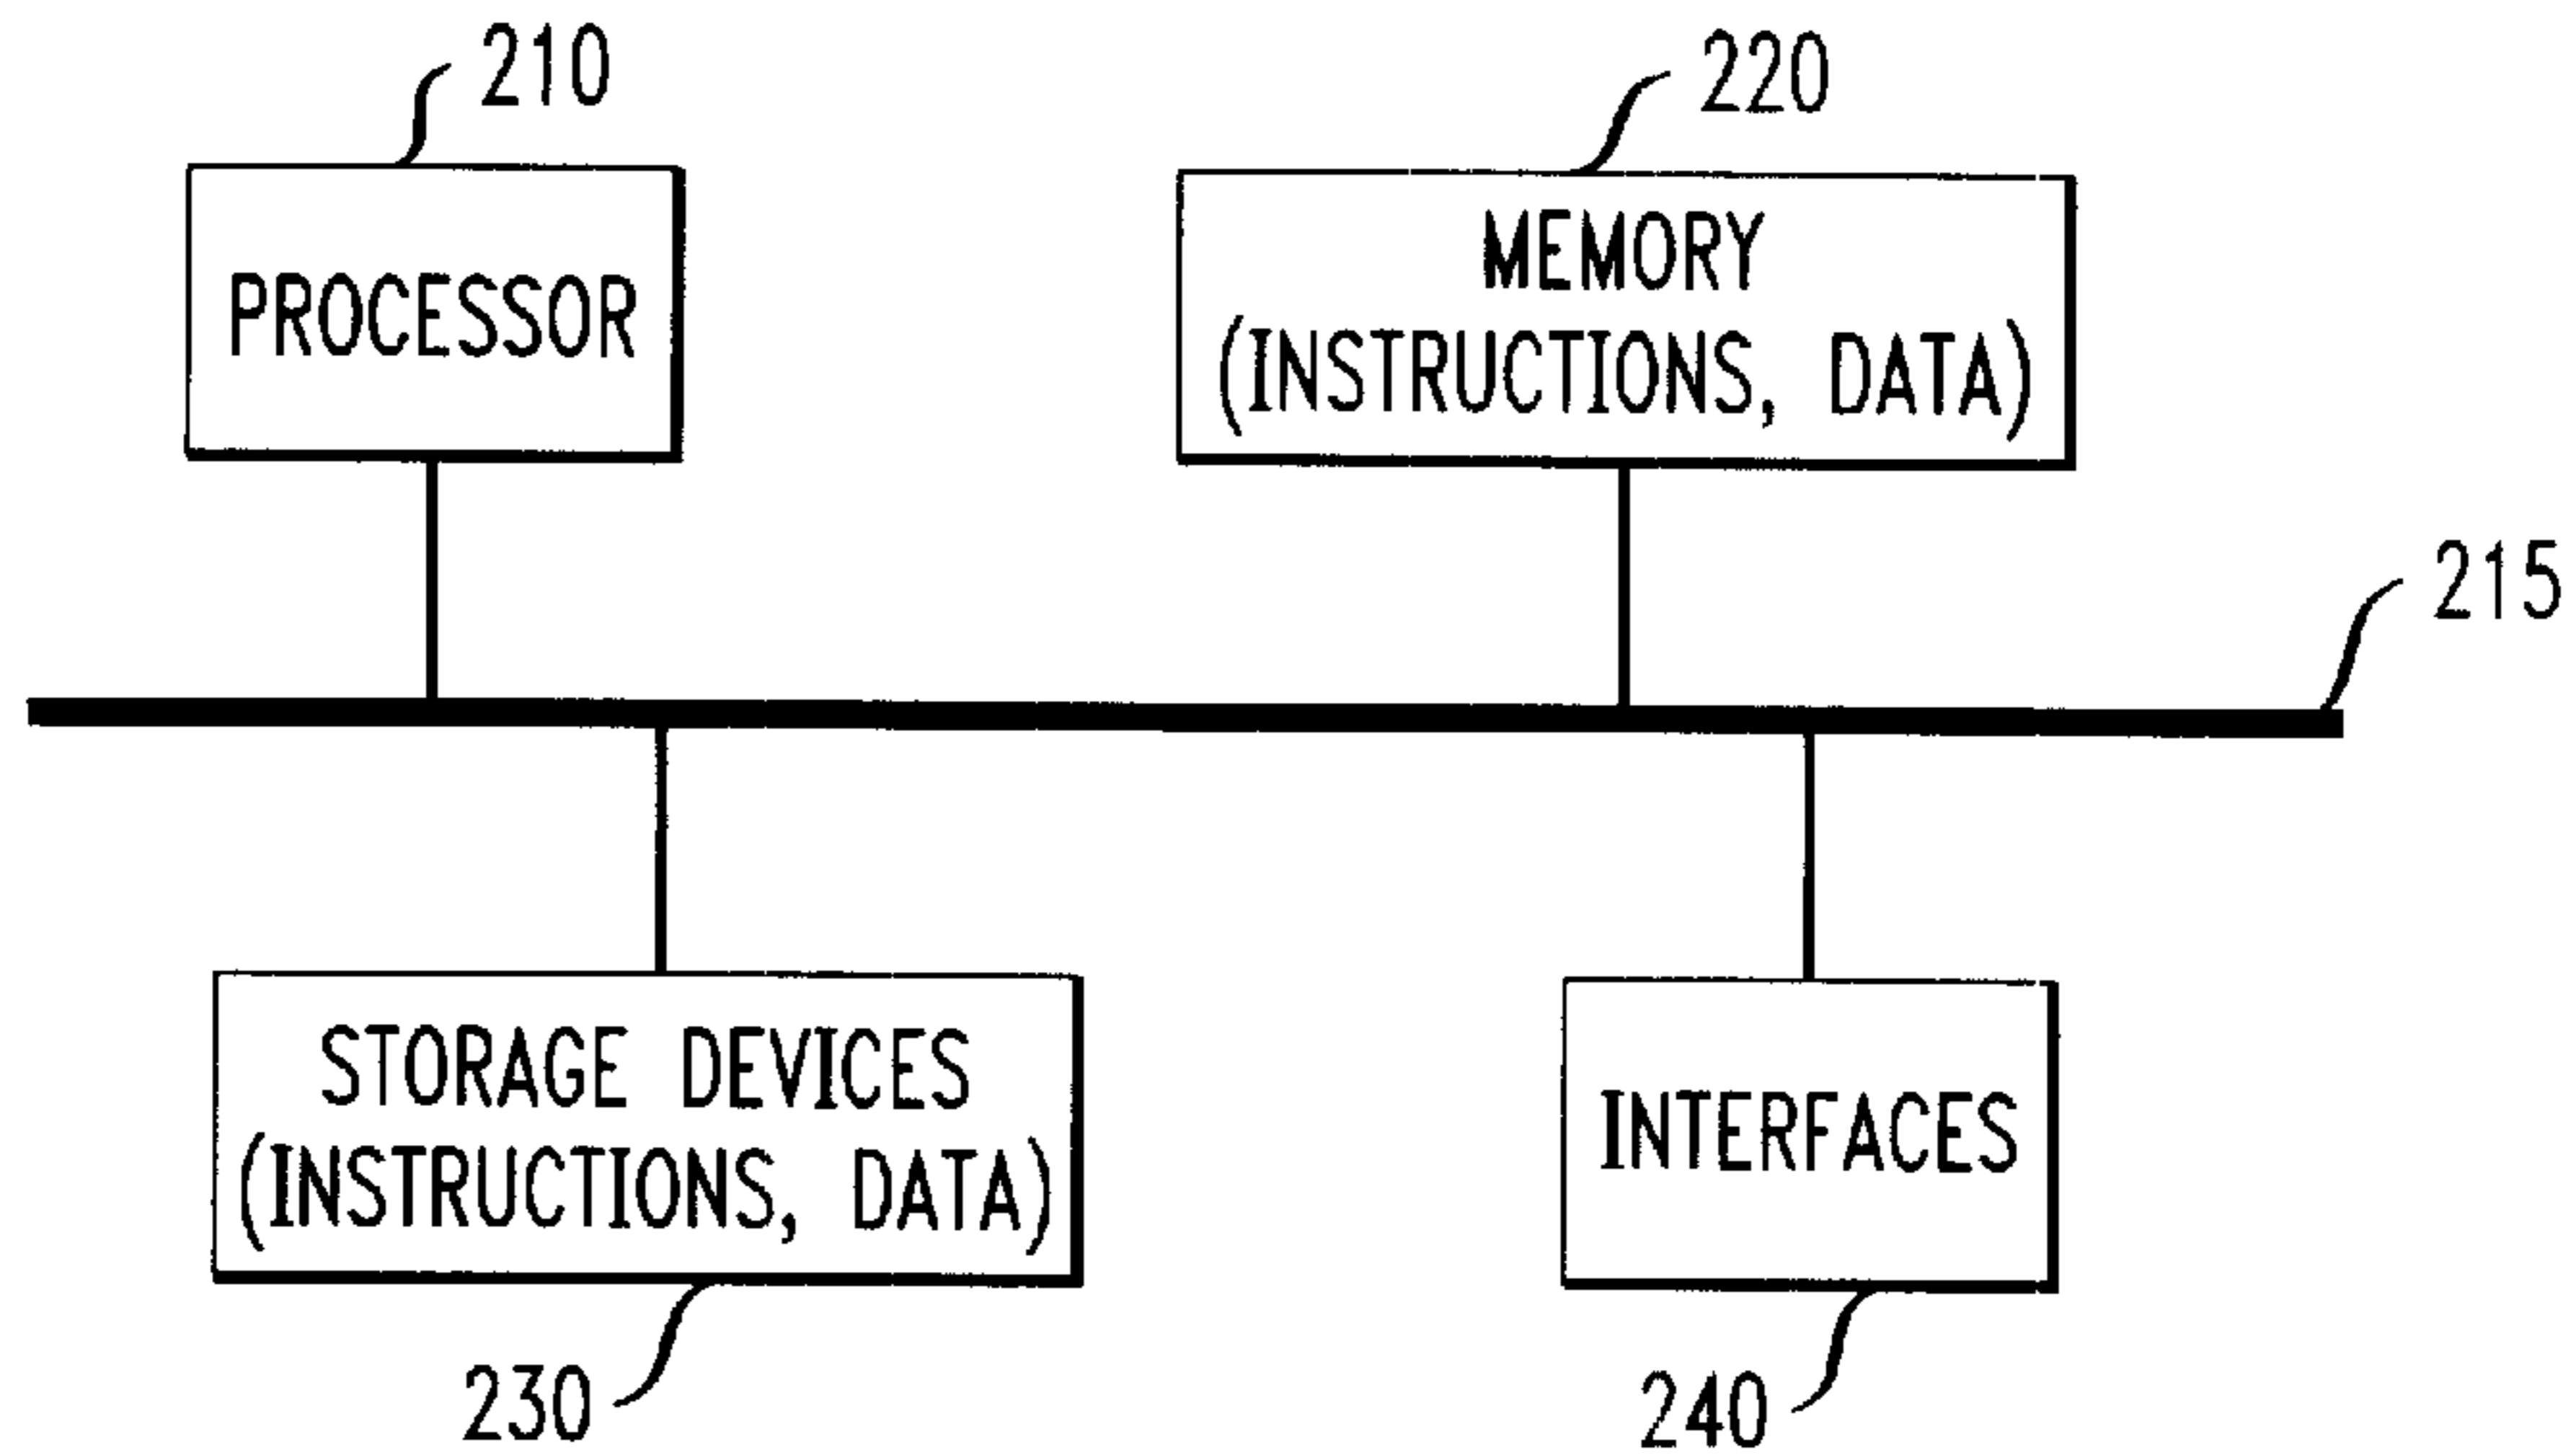 210
220
PROCESSOR
MEMORY
(INSTRUCTIONS, DATA)
215
STORAGE DEVICES
(INSTRUCTIONS, DATA)
INTERFACES
230
240